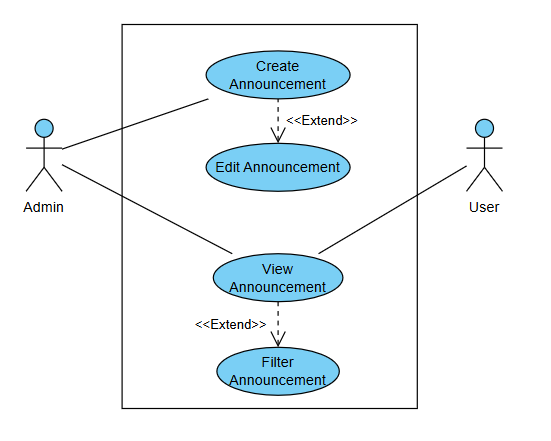 Create
Announcement
<<Extend>>
Edit Announcement
Admin
User
View
Announcement
<<Extend>>
Filter
Announcement